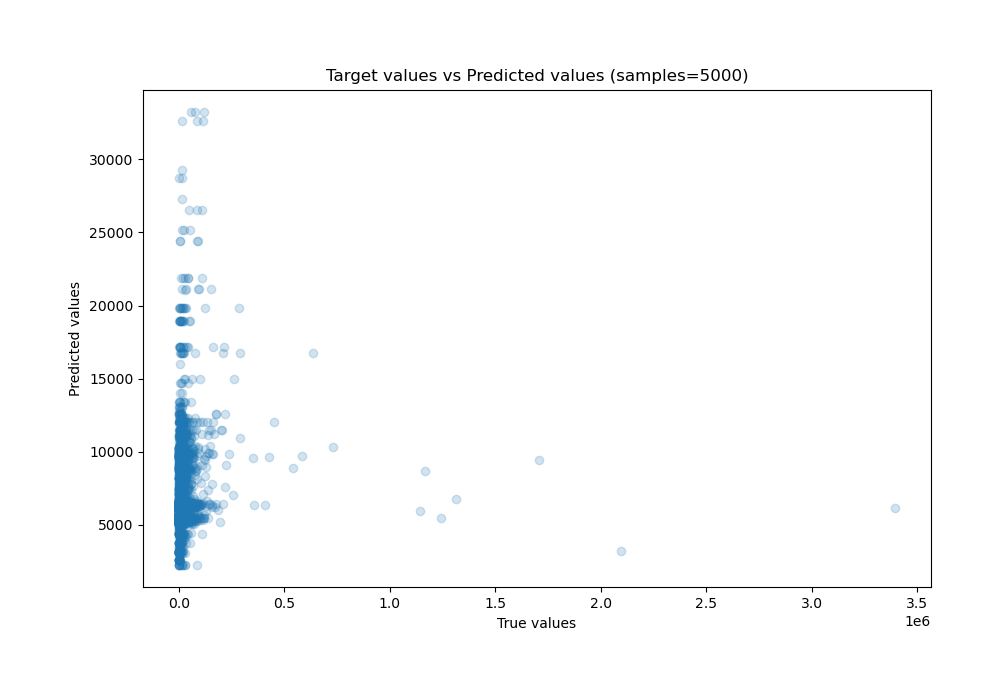 Target values vs Predicted values (samples=5000)
30000
25000
20000
15000
10000
5000
Predicted values
0.0 0.5 1.0 1.5 2.0 2.5 3.0 3.5
1e6
True values